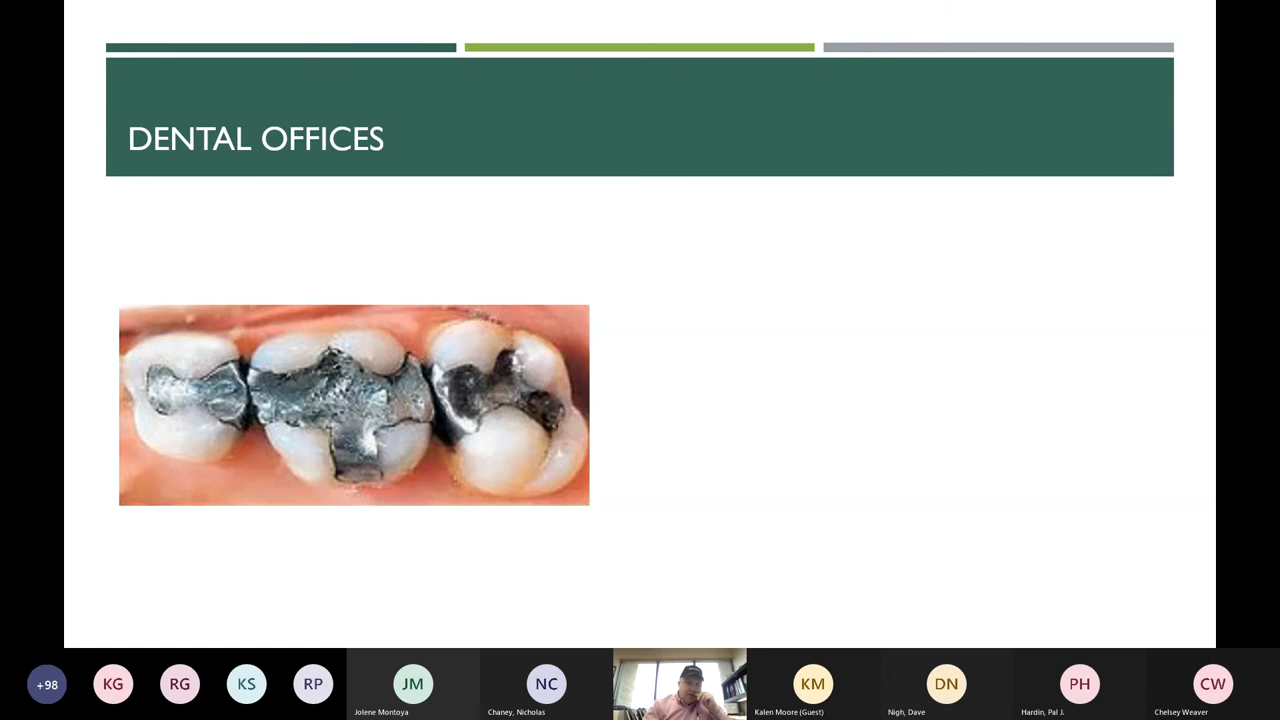 DENTAL OFFICES
+98
KG
RG
KS
RP
JM
NC
KM
DN
PH
CW
Jolene Montoya
Chaney, Nicholas
Kalen Moore (Guest)
Nigh, Dave
Hardin, Pal J.
Chelsey Weaver